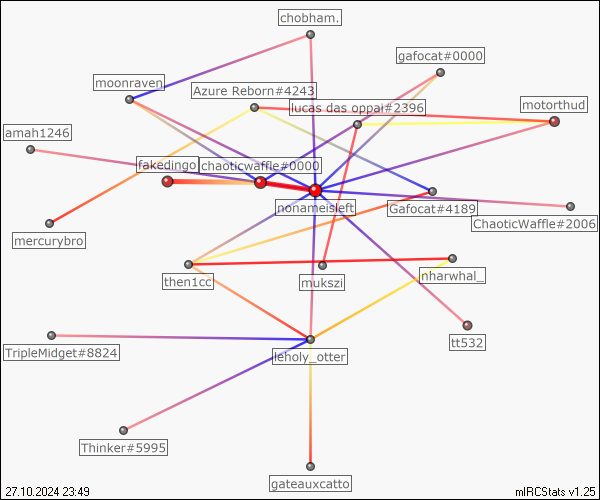 chobham.
gafocat#0000
moonraven
Azure Reborn#4243
lucas das oppai#2396
motorthud
amah1246
fakedingo
chaoticwaffle#0000
nonameisleft
Gafocat#4189
ChaoticWaffle#2006
mercurybro
then1cc
mukszi
nharwhal_
tt532
TripleMidget#8824
leholy_otter
Thinker#5995
gateauxcatto
27.10.2024 23:49
mIRCStats v1.25